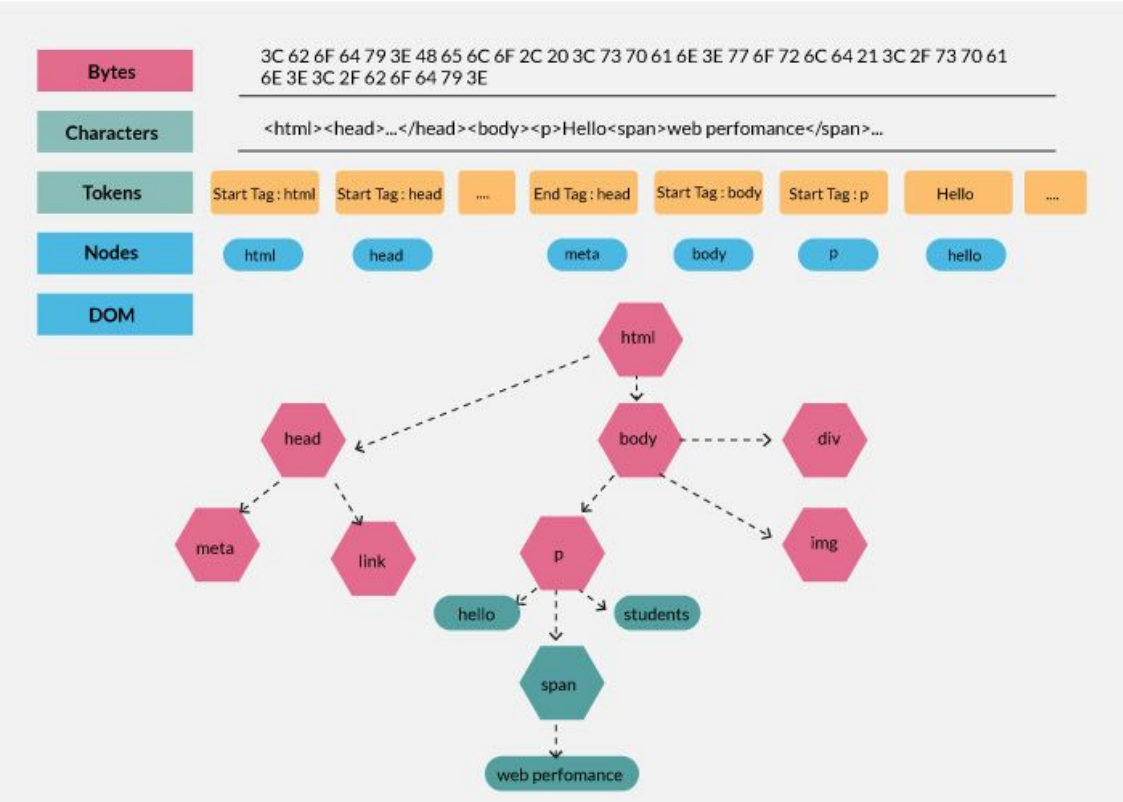 Bytes
3C 62 6F 64 79 3E 48 65 6C 6F 2C 20 3C 73 70 61 6E 3E 77 6F 72 6C 64 21 3C 2F 73 70 61
6E 3E 3C 2F 62 6F 64 79 3E
Characters
<html><head>...</head><body><p>Hello<span>web perfomance</span>...
Tokens
Start Tag : html
Start Tag : head
....
End Tag : head
Start Tag : body
Start Tag : p
Hello
....
Nodes
html
head
meta
body
p
hello
DOM
html
head
body
div
meta
link
p
img
hello
students
span
web perfomance